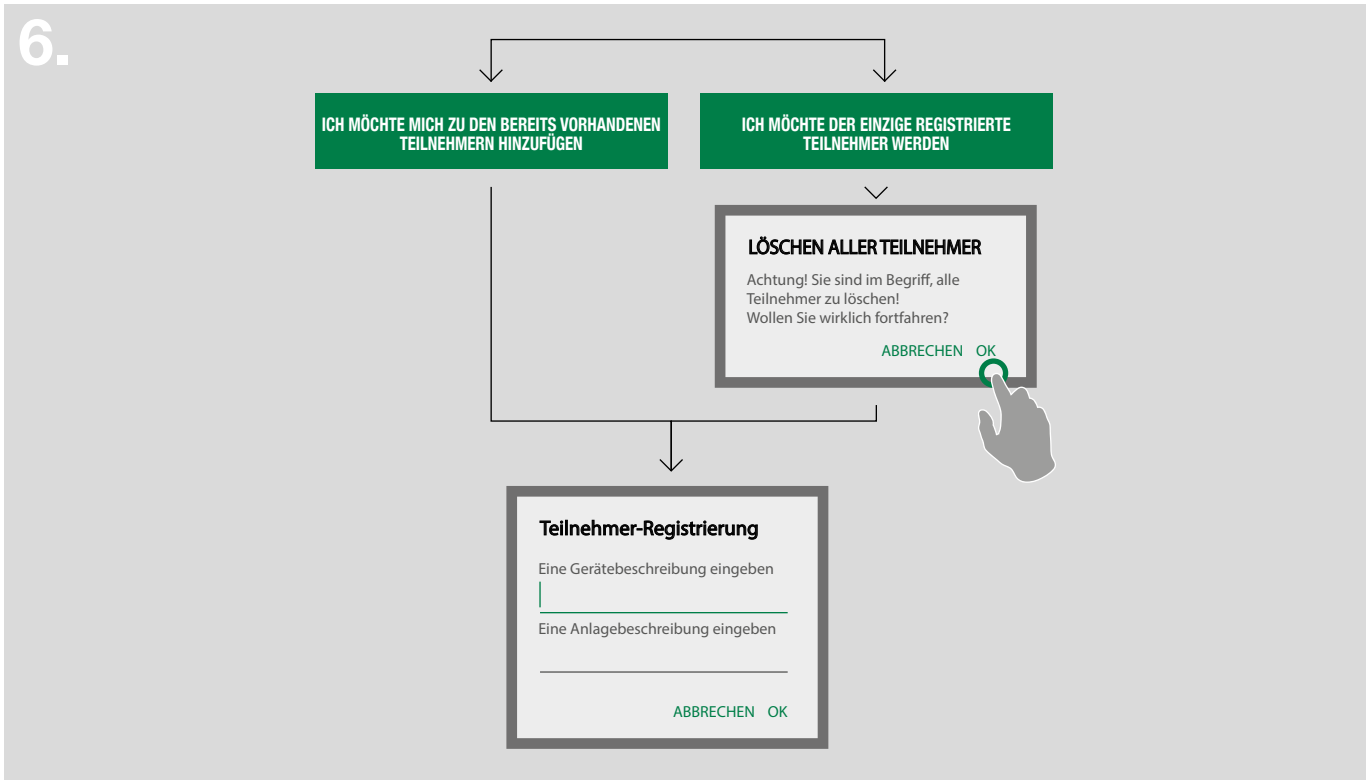 6.
ICH MÖCHTE MICH ZU DEN BEREITS VORHANDENEN
TEILNEHMERN HINZUFÜGEN
ICH MÖCHTE DER EINZIGE REGISTRIERTE
TEILNEHMER WERDEN
LÖSCHEN ALLER TEILNEHMER
Achtung! Sie sind im Begriff, alle
Teilnehmer zu löschen!
Wollen Sie wirklich fortfahren?
ABBRECHEN OK
Teilnehmer-Registrierung
Eine Gerätebeschreibung eingeben
Eine Anlagebeschreibung eingeben
ABBRECHEN OK